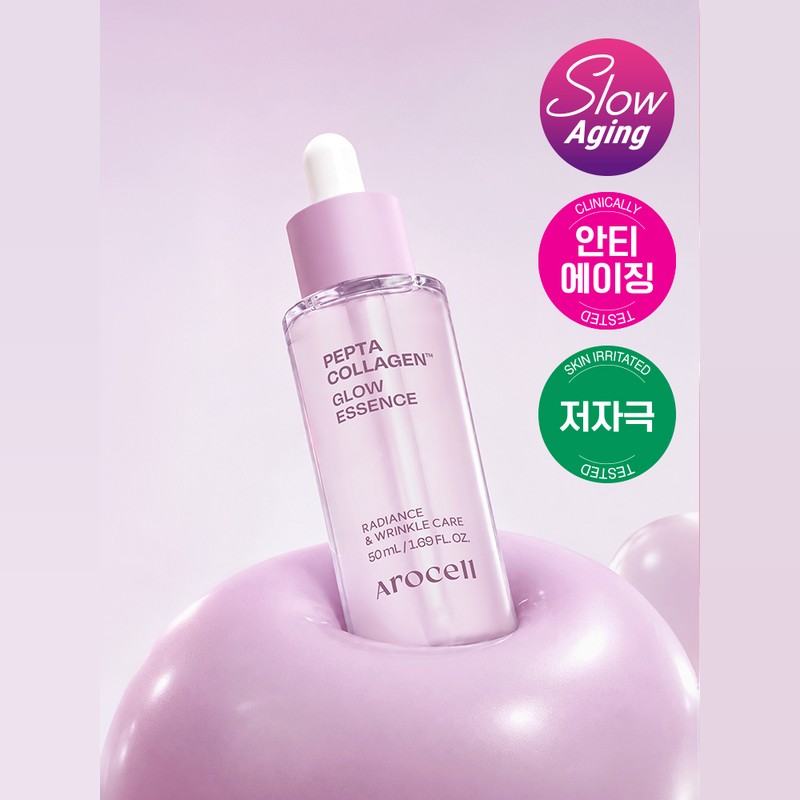 Slow
Aging
CLINICALLY
안티
에이징
TESTED
SKIN IRRITATED
저자극
TESTED
PEPTA
COLLAGEN™
GLOW
ESSENCE
RADIANCE
& WRINKLE CARE
50 mL / 1.69 FL. OZ.
Arocell